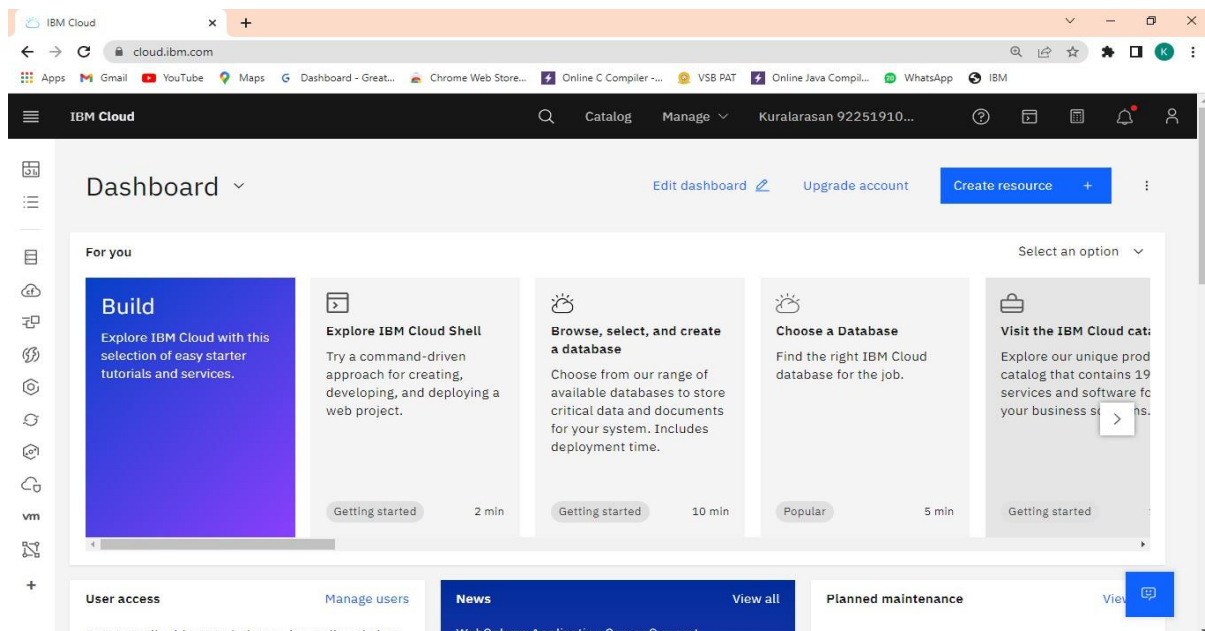 IBM Cloud
cloud.ibm.com
K
Apps Gmail YouTube Maps G Dashboard - Great... Chrome Web Store... Online C Compiler -... VSB PAT Online Java Compil... 20 WhatsApp IBM
IBM Cloud Catalog Manage Kuralarasan 92251910...
Dashboard Edit dashboard Upgrade account Create resource +
For you Select an option
Build
Explore IBM Cloud with this
selection of easy starter
tutorials and services.
Explore IBM Cloud Shell
Try a command-driven
approach for creating,
developing, and deploying a
web project.
Getting started 2 min
Browse, select, and create
a database
Choose from our range of
available databases to store
critical data and documents
for your system. Includes
deployment time.
Getting started 10 min
Choose a Database
Find the right IBM Cloud
database for the job.
Popular 5 min
Visit the IBM Cloud cat
Explore our unique prod
catalog that contains 19
services and software fo
your business
Getting started
cf
vm
User access Manage users
News View all
Planned maintenance